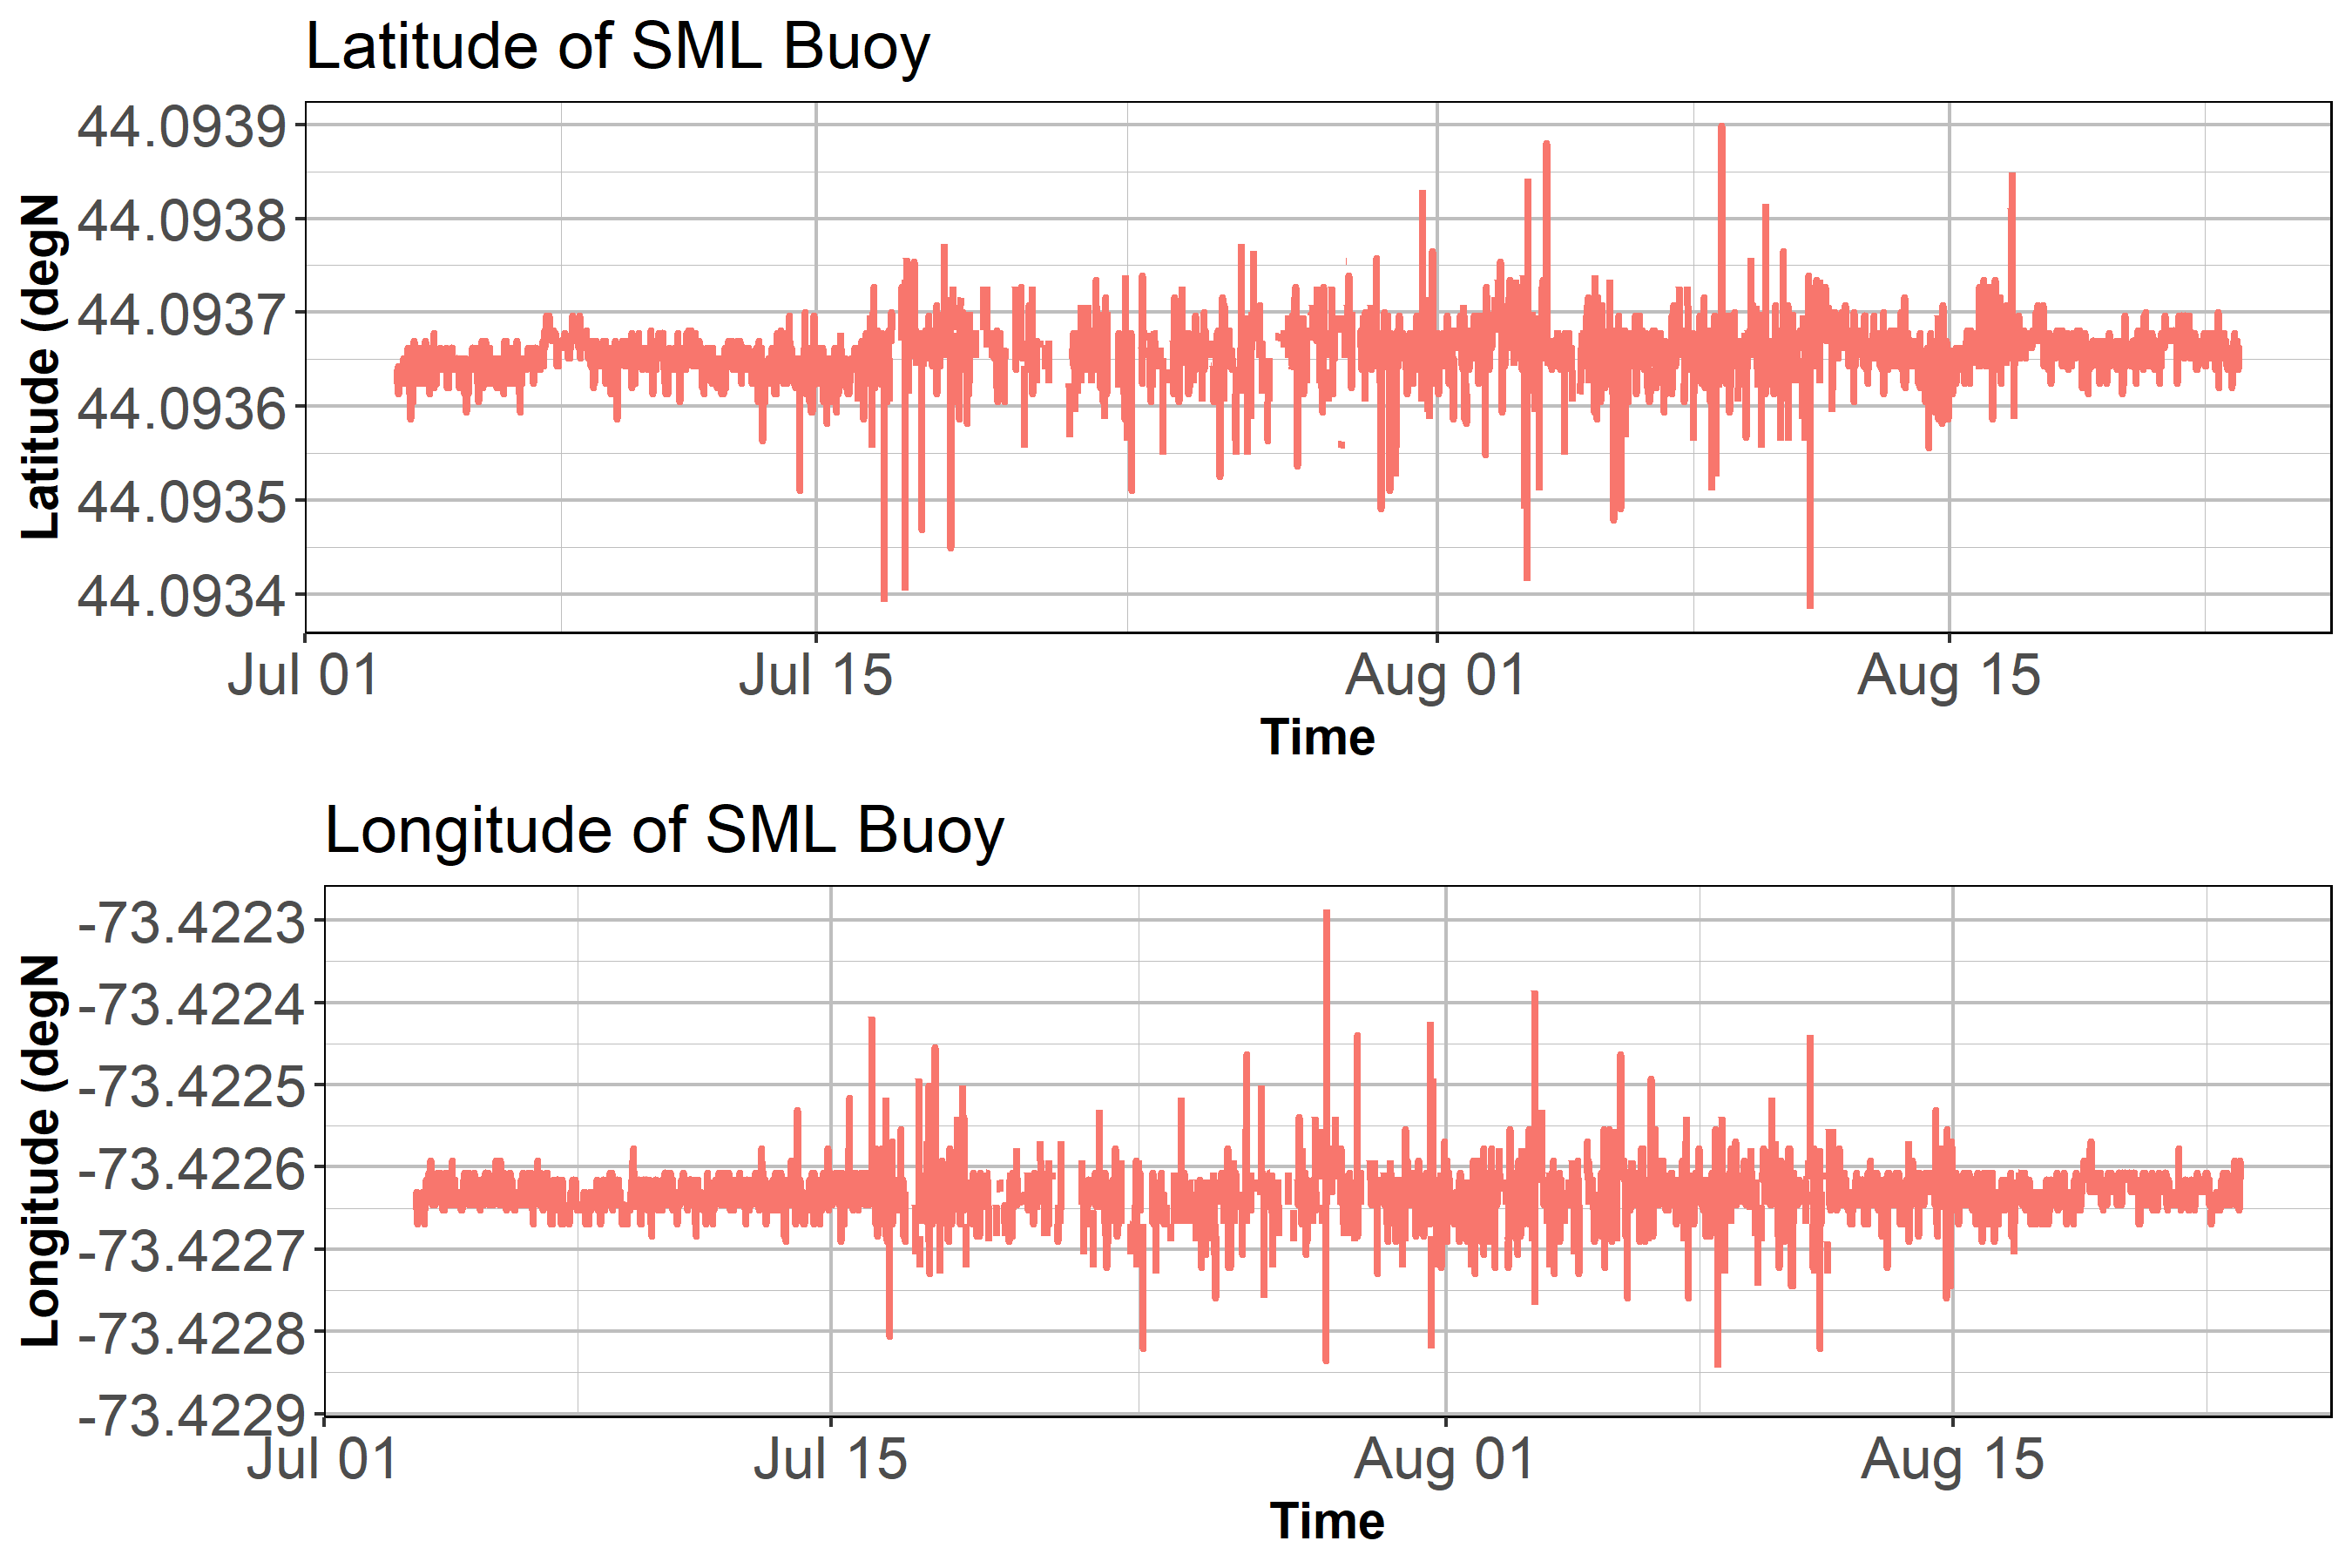 Latitude of SML Buoy
Latitude (degN
44.0939
44.0938
44.0937
44.0936
44.0935
44.0934
Jul 01 Jul 15 Aug 01 Aug 15
Time
Longitude of SML Buoy
Longitude (degN
-73.4223
-73.4224
-73.4225
-73.4226
-73.4227
-73.4228
-73.4229
Jul 01 Jul 15 Aug 01 Aug 15
Time